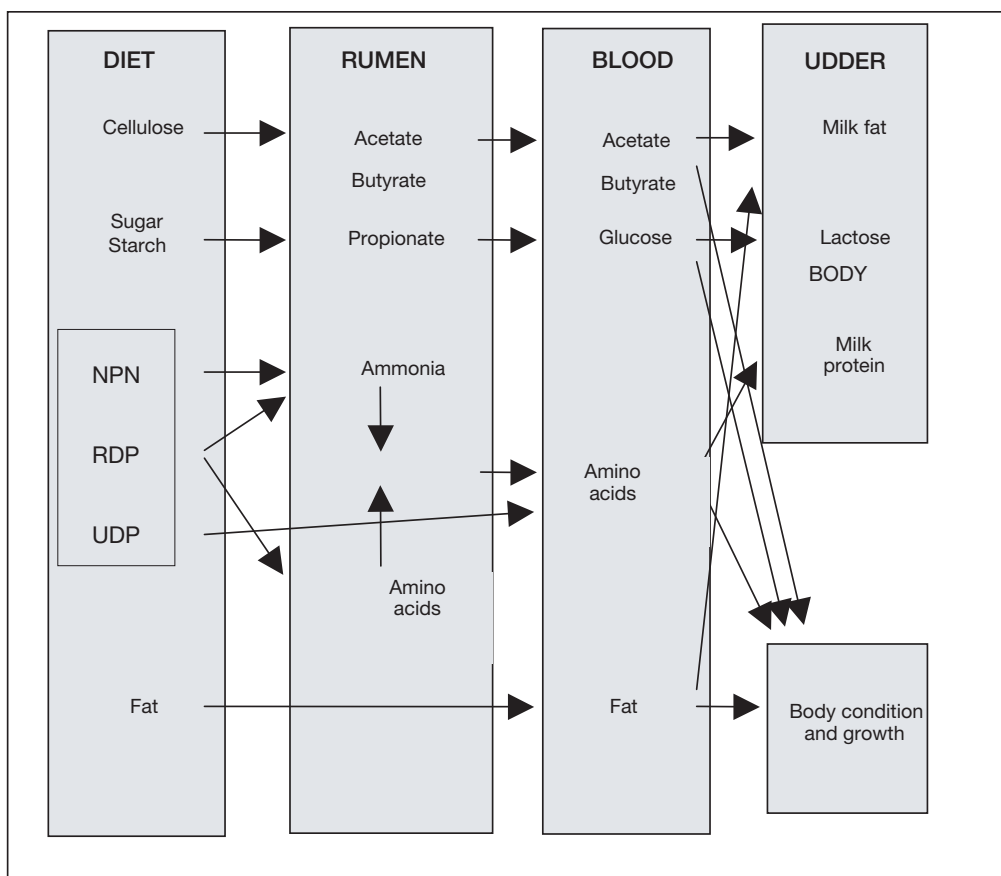 DIET
Cellulose
Sugar
Starch
NPN
RDP
UDP
Fat
RUMEN
Acetate
Butyrate
Propionate
Ammonia
Amino
acids
BLOOD
Acetate
Butyrate
Glucose
Amino
acids
Fat
UDDER
Milk fat
Lactose
BODY
Milk
protein
Body condition
and growth